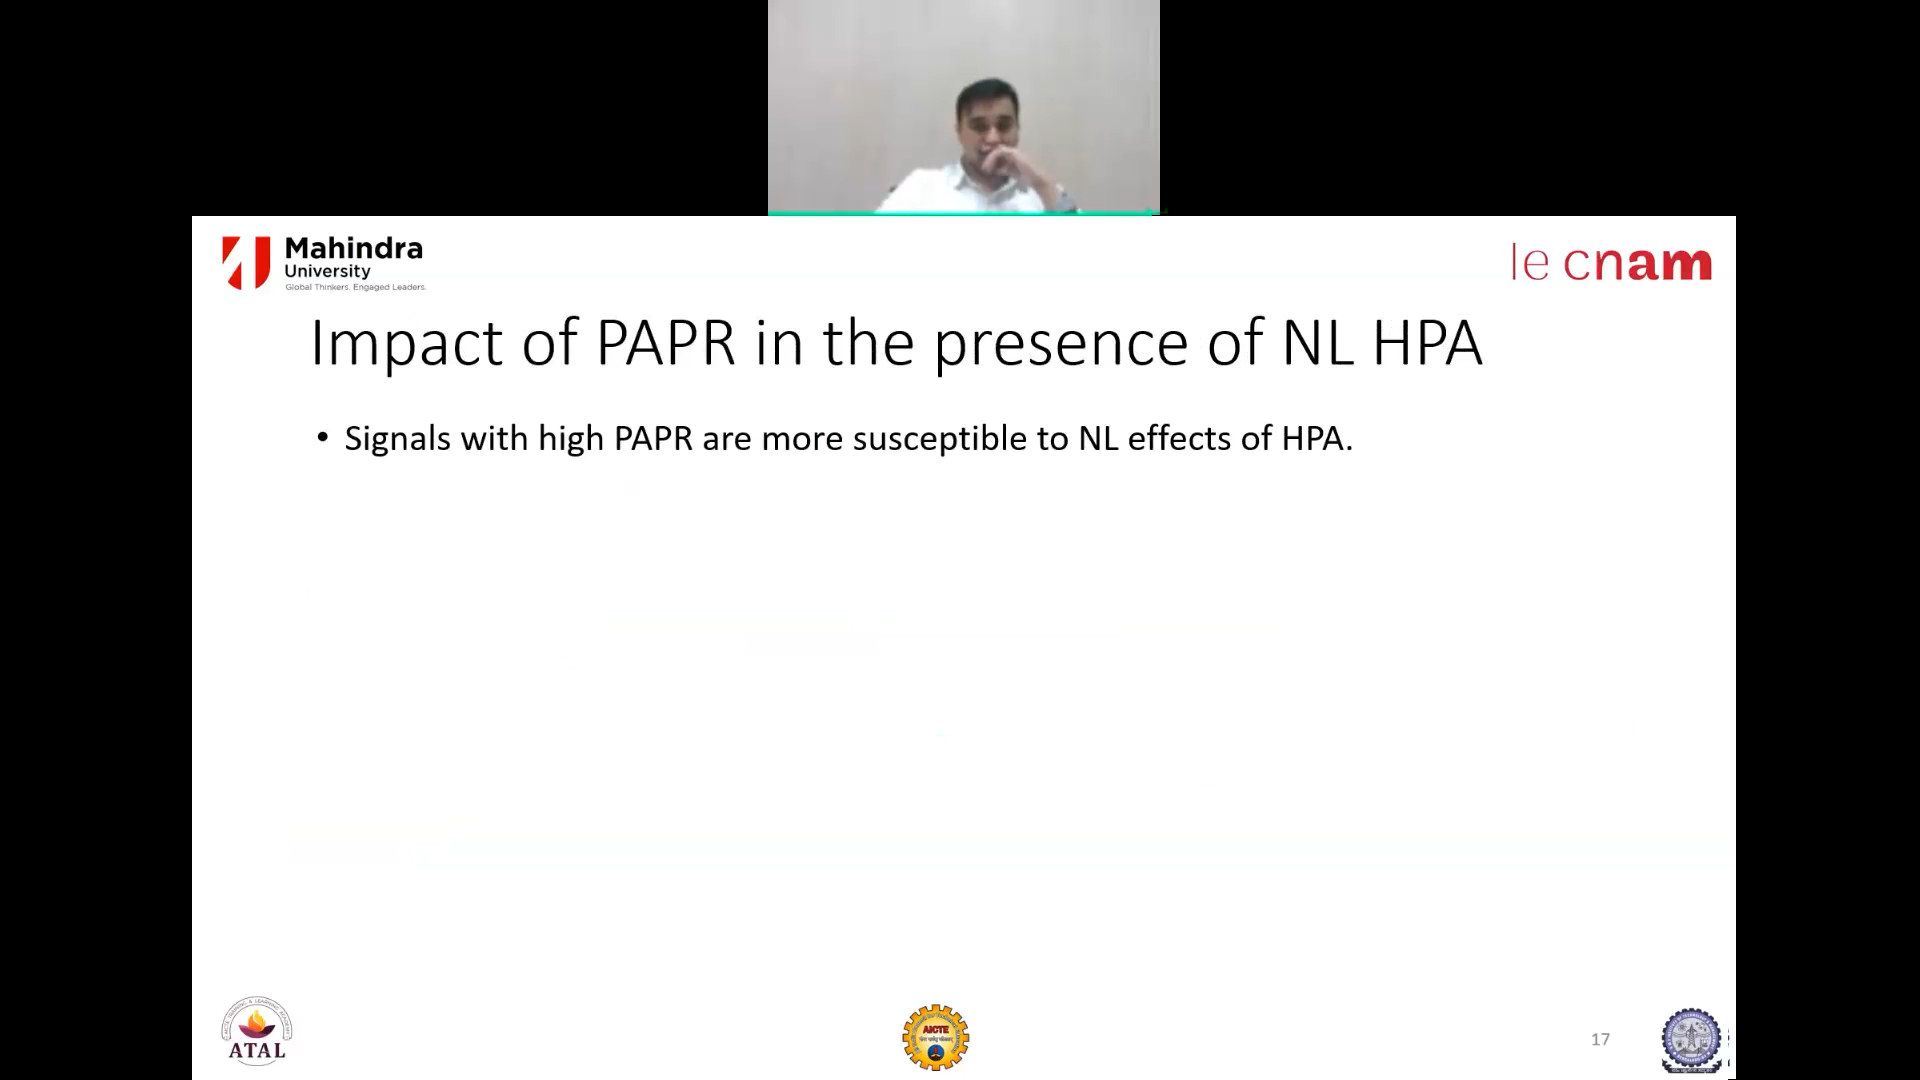 Mahindra
University
Global Thinkers. Engaged Leaders.
le cnam
Impact of PAPR in the presence of NL HPA
• Signals with high PAPR are more susceptible to NL effects of HPA.
ATAL
AICTE
17